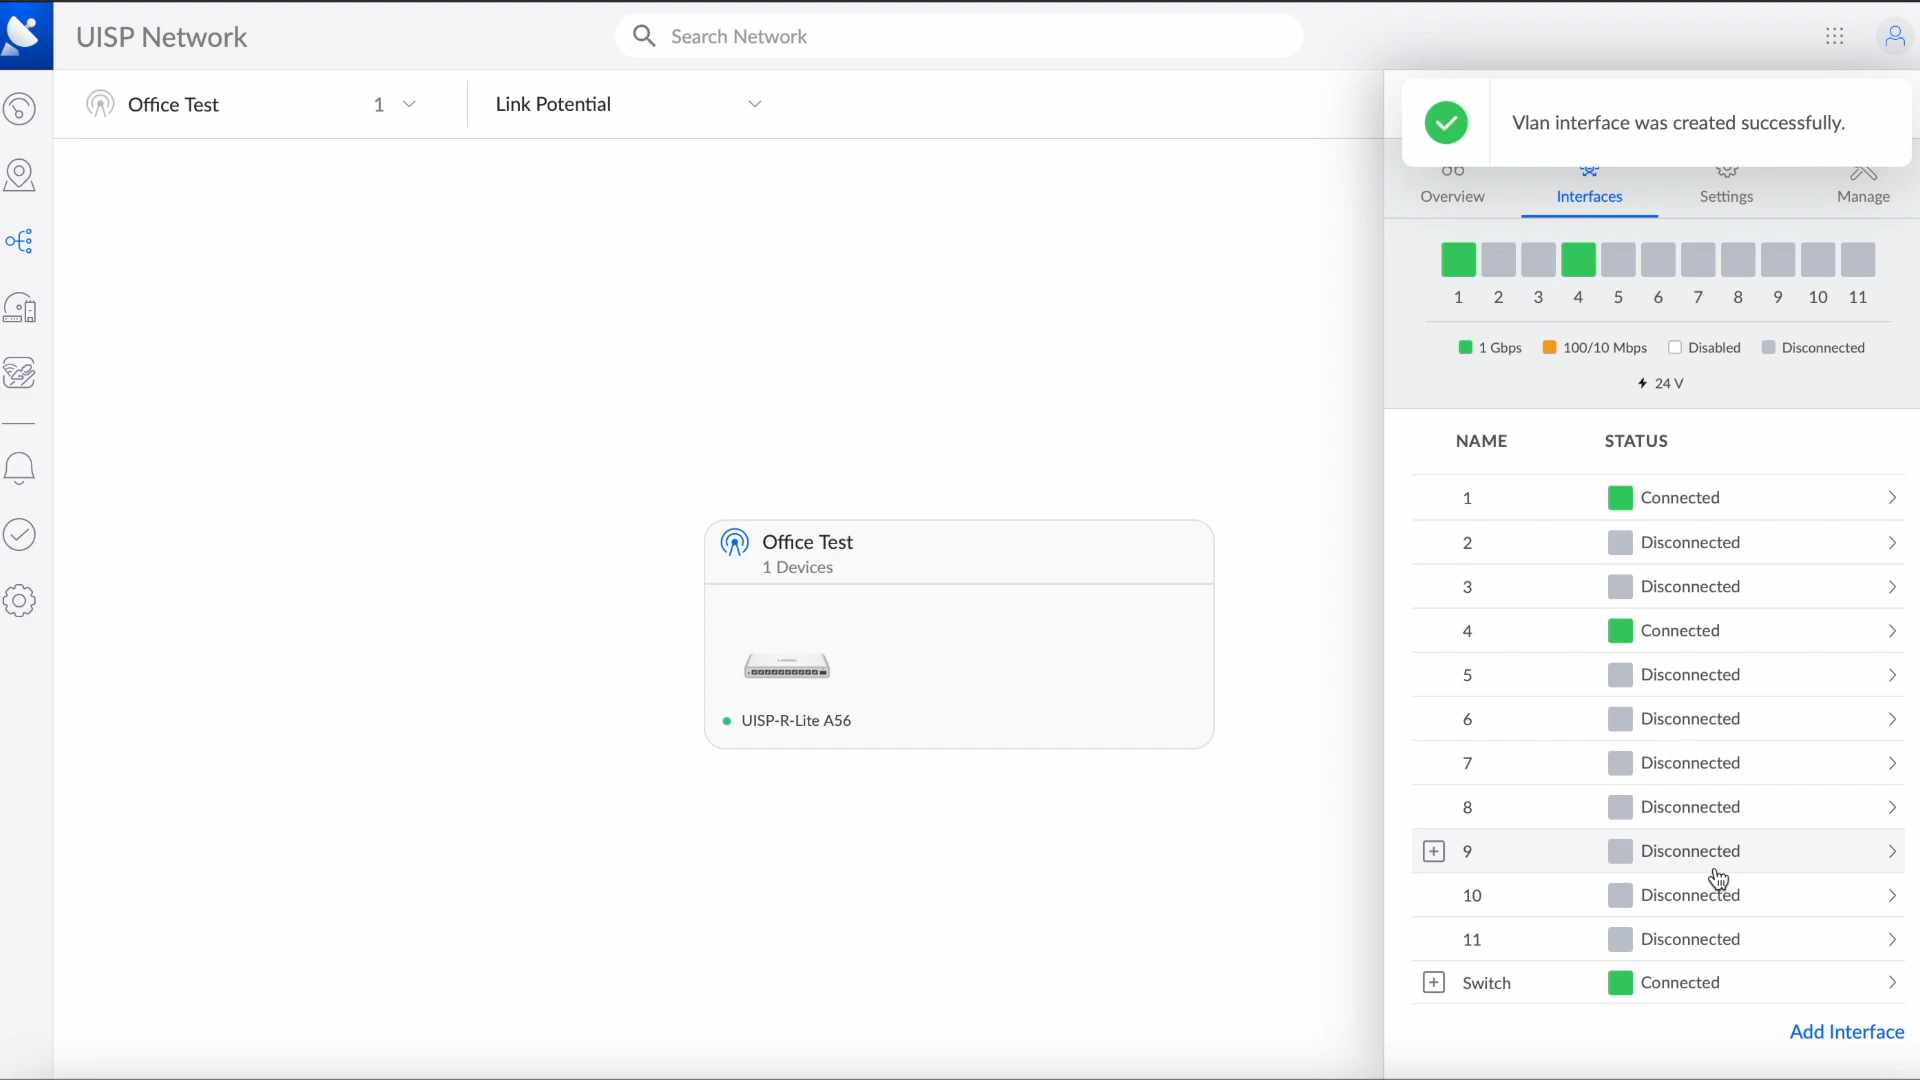 UISP Network
Search Network
Office Test 1
Link Potential
Vlan interface was created successfully.
Overview Interfaces Settings Manage
1 2 3 4 5 6 7 8 9 10 11
1 Gbps 100/10 Mbps Disabled Disconnected
24 V
NAME STATUS
1 Connected
2 Disconnected
3 Disconnected
4 Connected
5 Disconnected
6 Disconnected
7 Disconnected
8 Disconnected
9 Disconnected
10 Disconnected
11 Disconnected
Switch Connected
Add Interface
Office Test
1 Devices
UISP-R-Lite A56